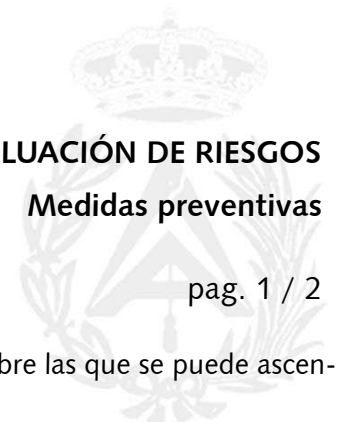 LUACIÓN DE RIESGOS
Medidas preventivas
pag. 1 / 2
bre las que se puede ascen-